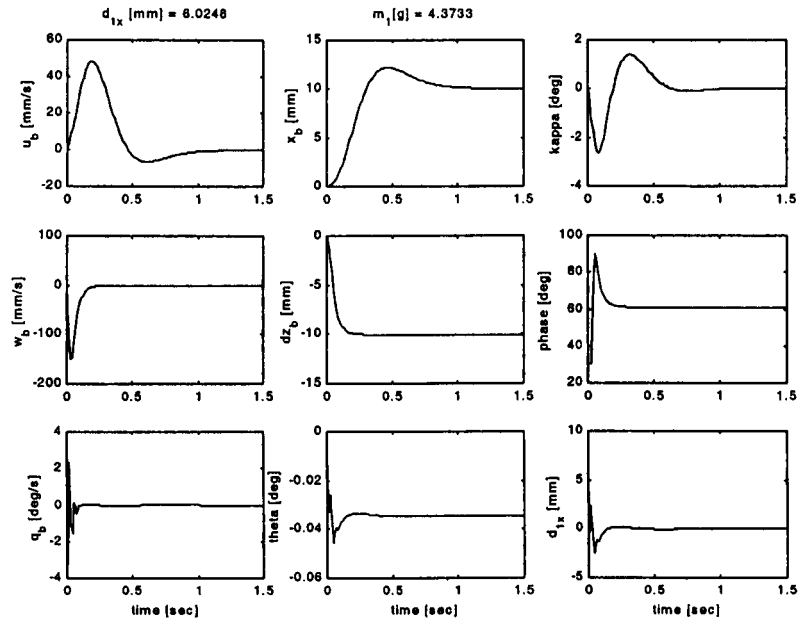 d1x [mm] = 6.0248
m1[g] = 4.3733
60
40
20
0
-20
0 0.5 1 1.5
u_b [mm/s]
15
10
5
0
0 0.5 1 1.5
x_b [mm]
2
0
-2
-4
0 0.5 1 1.5
kappa [deg]
100
0
-100
-200
0 0.5 1 1.5
w_b [mm/s]
0
-5
-10
-15
0 0.5 1 1.5
dz_b [mm]
100
80
60
40
20
0 0.5 1 1.5
phase [deg]
4
2
0
-2
-4
0 0.5 1 1.5
q_b [deg/s]
time [sec]
0
-0.02
-0.04
-0.06
0 0.5 1 1.5
theta [deg]
time [sec]
10
5
0
-5
0 0.5 1 1.5
d1x [mm]
time [sec]